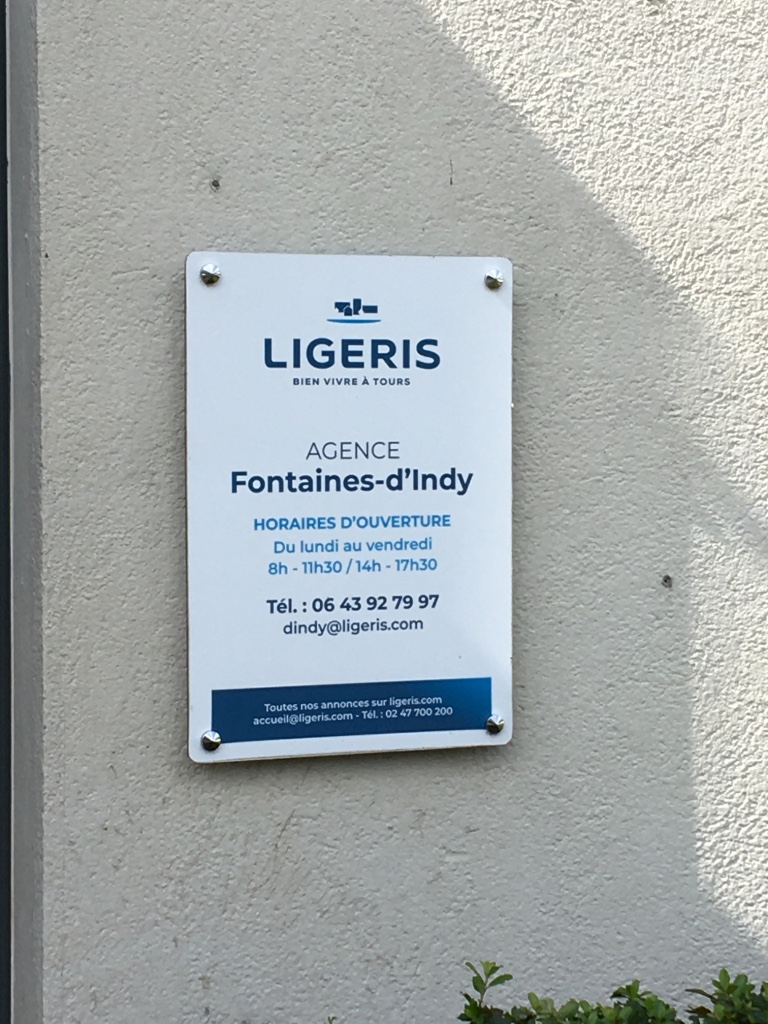 LIGERIS
BIEN VIVRE À TOURS
AGENCE
Fontaines-d'Indy
HORAIRES D'OUVERTURE
Du lundi au vendredi
8h - 11h30 / 14h - 17h30
Tél. : 06 43 92 79 97
dindy@ligeris.com
Toutes nos annonces sur ligeris.com
accueil@ligeris.com - Tél. : 02 47 700 200